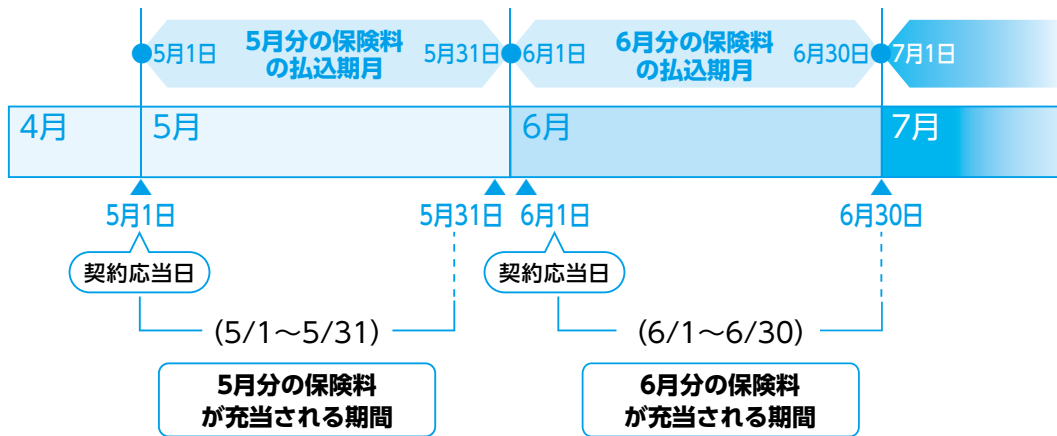 5月1日
5月分の保険料
の払込期月
5月31日
6月1日
6月分の保険料
の払込期月
6月30日
7月1日
4月
5月
6月
7月
5月1日
5月31日
6月1日
6月30日
契約応当日
契約応当日
(5/1～5/31)
(6/1～6/30)
5月分の保険料
が充当される期間
6月分の保険料
が充当される期間